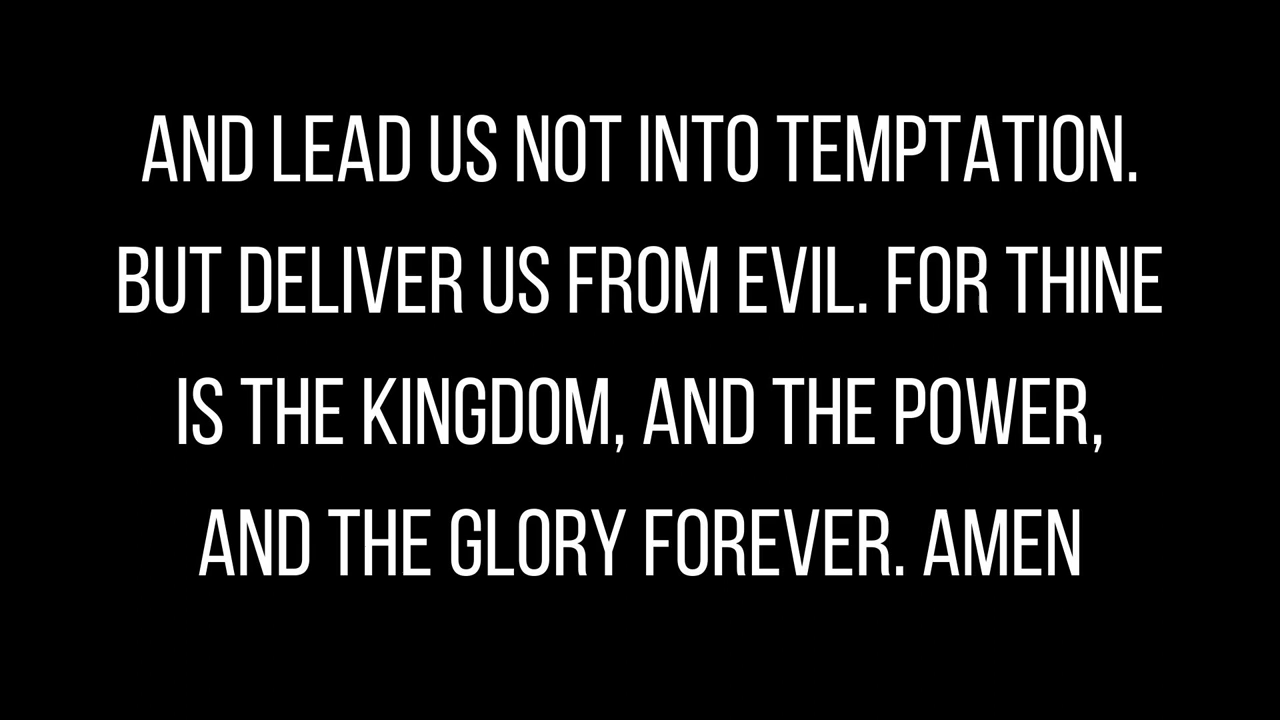 AND LEAD US NOT INTO TEMPTATION.
BUT DELIVER US FROM EVIL. FOR THINE
IS THE KINGDOM, AND THE POWER,
AND THE GLORY FOREVER. AMEN